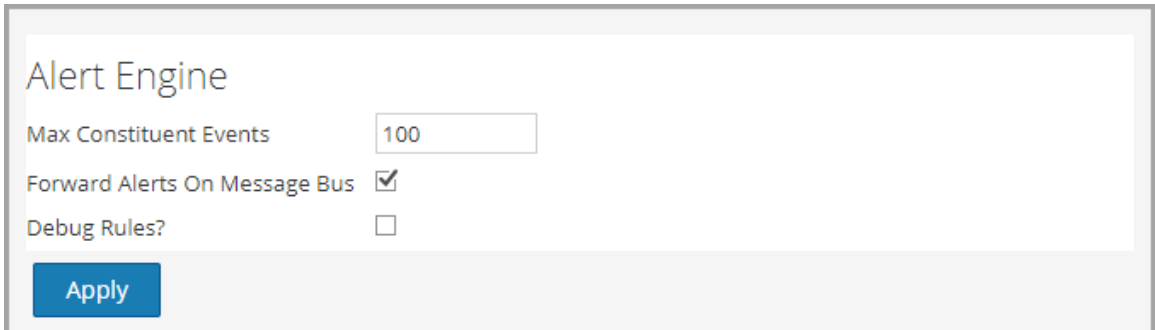 Alert Engine
Max Constituent Events 100
Forward Alerts On Message Bus
Debug Rules?
Apply